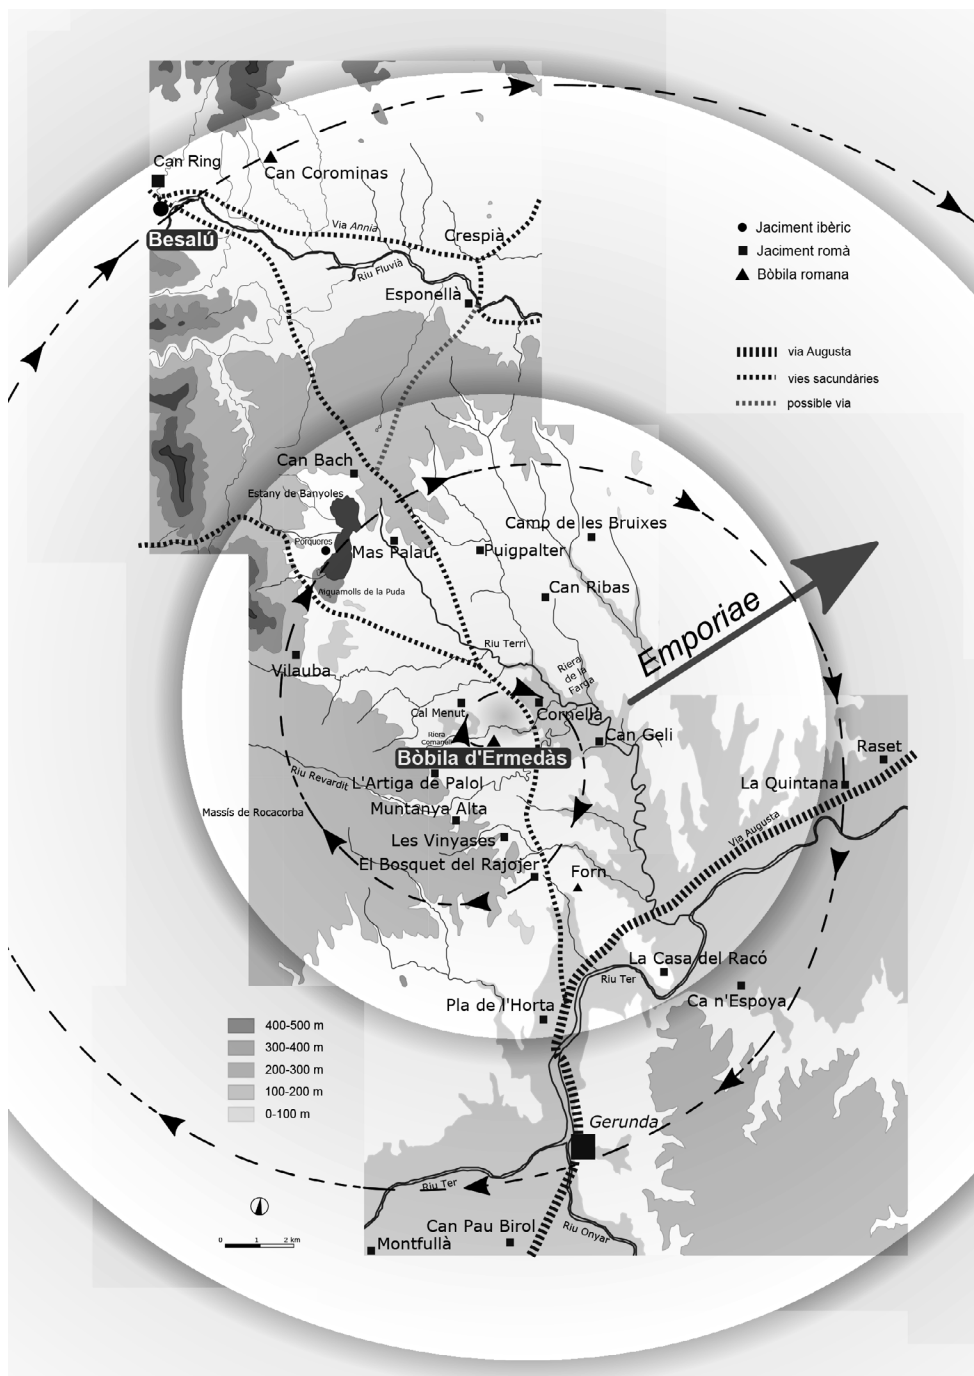 Can Ring
Can Corominas
Besalú
Via Annia
Crespià
Riu Fluvià
Esponellà
Jaciment ibèric
Jaciment romà
Bòbila romana
via Augusta
vies sacundàries
possible via
Can Bach
Estany de Banyoles
Camp de les Bruixes
Porqueres
Mas Palau
Puigpalter
Can Ribas
Aiguamolls de la Puda
Emporiae
Riu Terri
Riera
de la
Farga
Vilauba
Cal Menut
Cornellà
Riera
Can Geli
Bòbila d'Ermedàs
Raset
Riu Revardit
L'Artiga de Palol
La Quintana
Massís de Rocacorba
Muntanya Alta
Via Augusta
Les Vinyases
El Bosquet del Rajojer
Forn
La Casa del Racó
Riu Ter
Ca n'Espoya
Pla de l'Horta
400-500 m
300-400 m
200-300 m
100-200 m
0-100 m
Gerunda
Riu Ter
Can Pau Birol
Riu Onyar
Montfullà
0 1 2 km